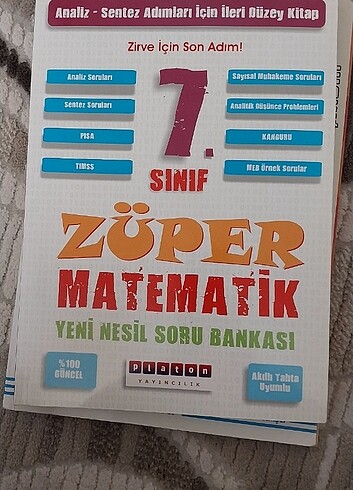 Analiz - Sentez Adımları İçin İleri Düzey Kitap
Zirve İçin Son Adım!
Analiz Soruları
Sentez Soruları
PISA
TIMSS
7.
SINIF
Sayısal Muhakeme Soruları
Analitik Düşünce Problemleri
KANGURU
MEB Örnek Sorular
ZÜPER
MATEMATİK
YENİ NESİL SORU BANKASI
%100
GÜNCEL
platon
YAYINCILIK
Akıllı Tahta
Uyumlu